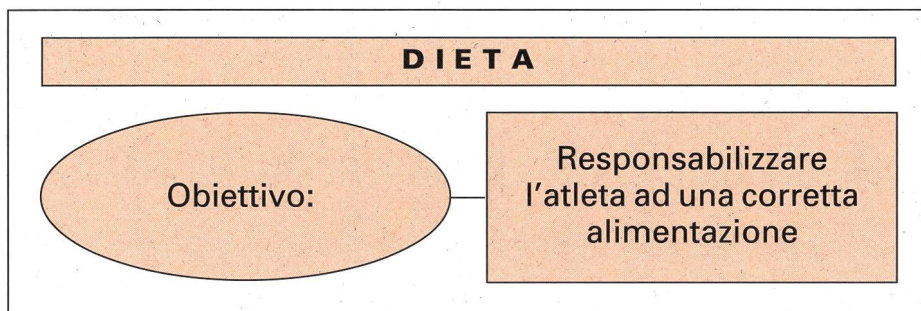 DIETA
Obiettivo:
Responsabilizzare
l'atleta ad una corretta
alimentazione